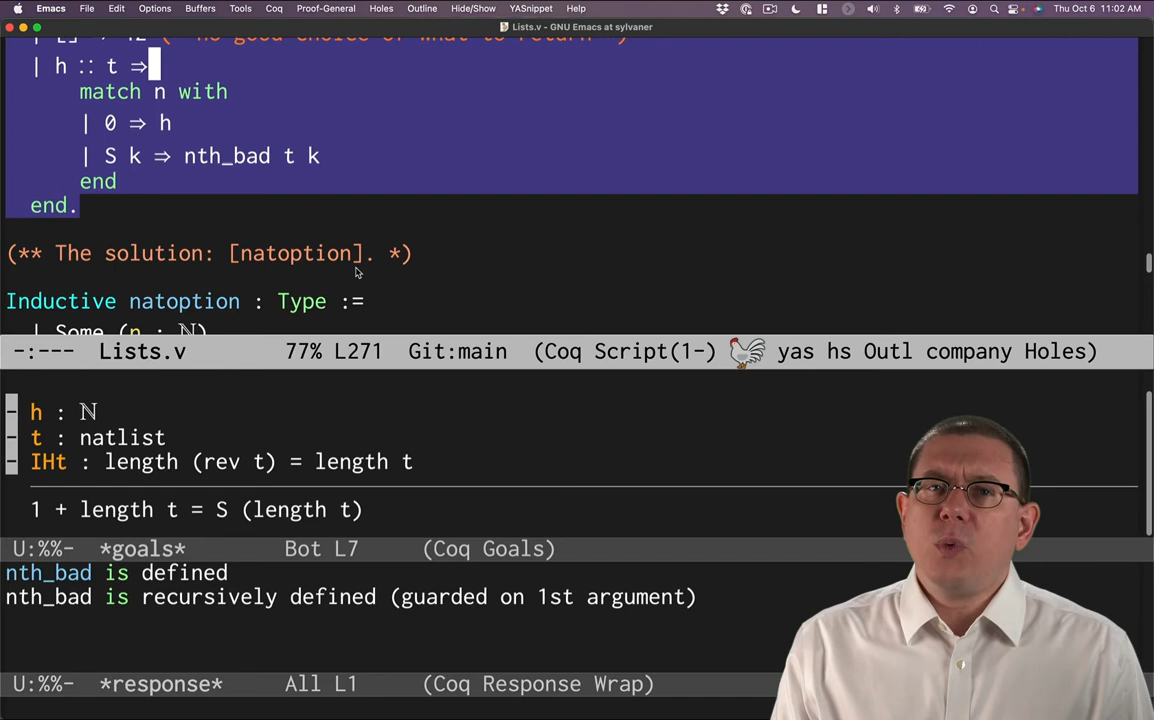 Emacs File Edit Options Buffers Tools Coq Proof-General Holes Outline Hide/Show YASnippet Help Thu Oct 6 11:02 AM
Lists.v - GNU Emacs at sylvaner
| h :: t ⇒
match n with
| 0 ⇒ h
| S k ⇒ nth_bad t k
end
end.
(** The solution: [natoption]. *)
Inductive natoption : Type :=
| Some (n : ℕ)
-:--- Lists.v 77% L271 Git:main (Coq Script(1-) yas hs Outl company Holes)
h : ℕ
t : natlist
IHt : length (rev t) = length t
1 + length t = S (length t)
U:%%- *goals* Bot L7 (Coq Goals)
nth_bad is defined
nth_bad is recursively defined (guarded on 1st argument)
U:%%- *response* All L1 (Coq Response Wrap)